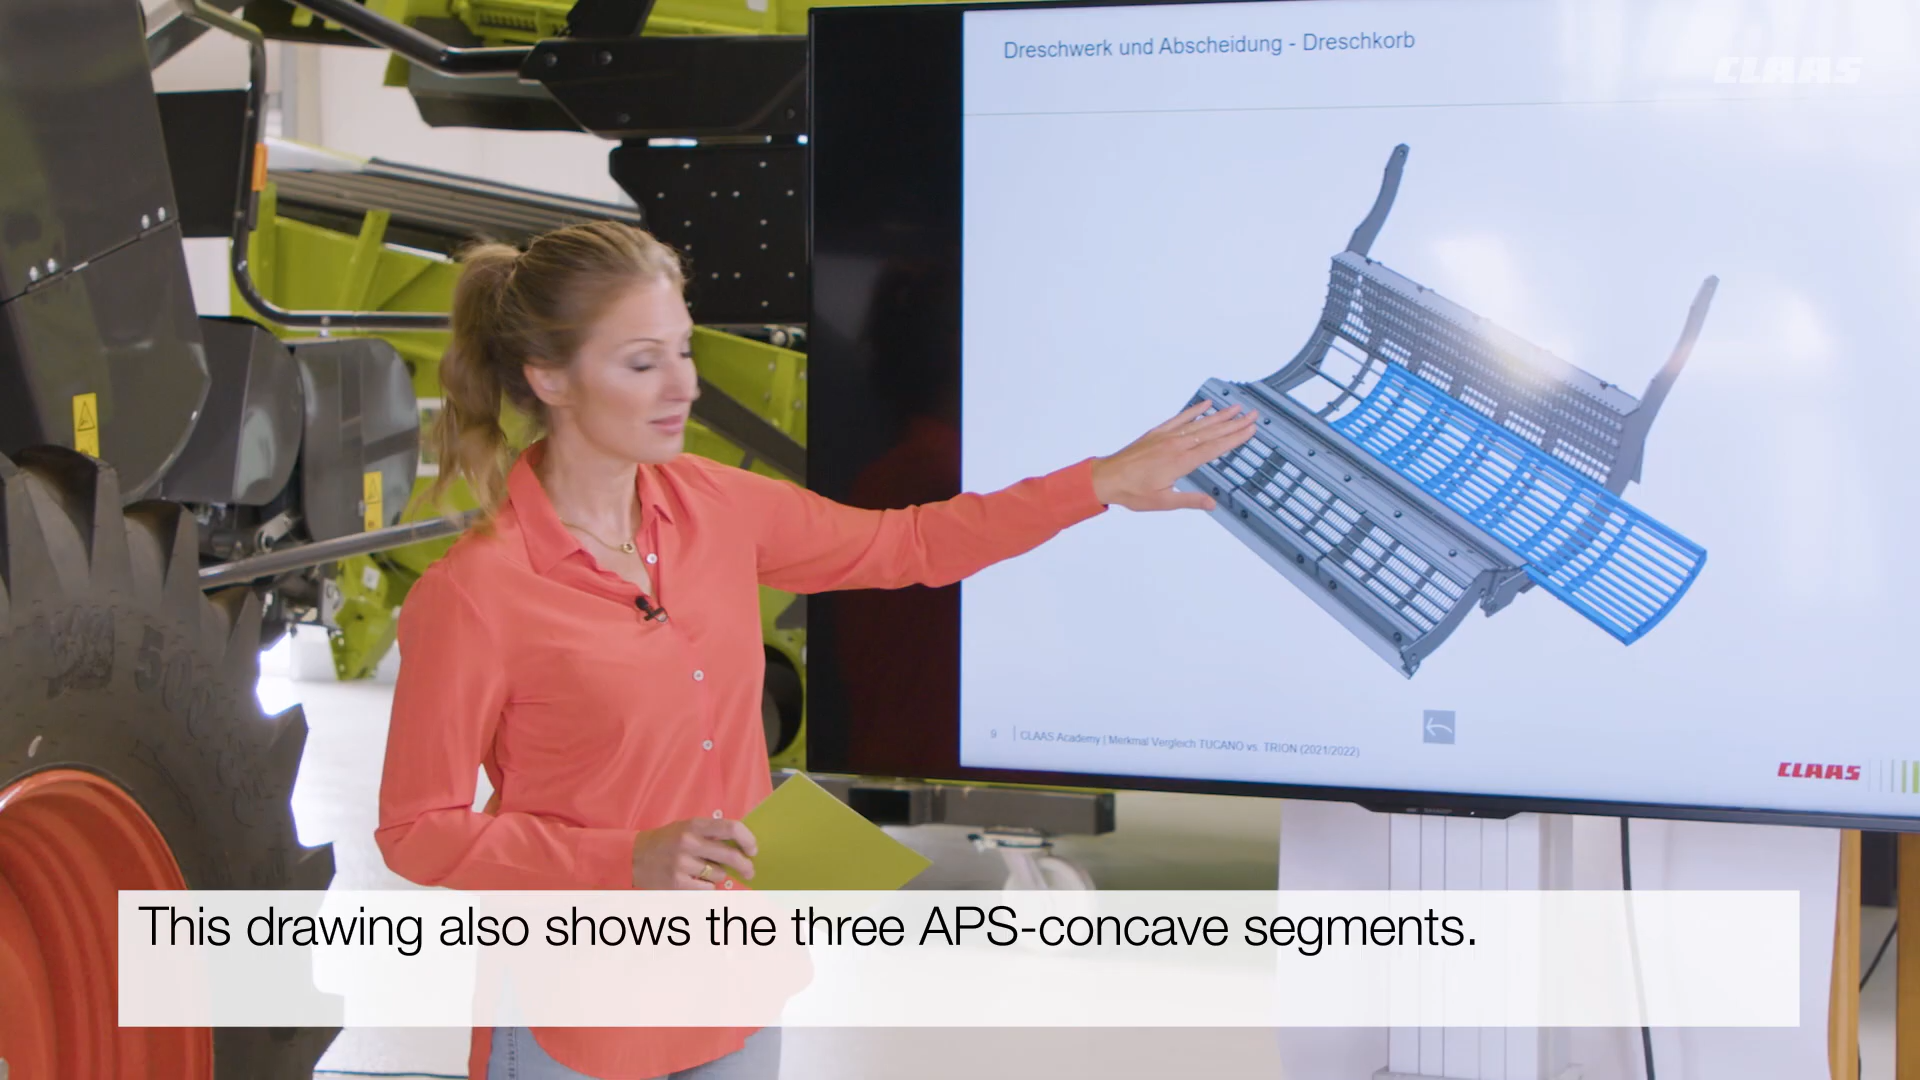 Dreschwerk und Abscheidung - Dreschkorb
CLAAS
9 | CLAAS Academy | Merkmal Vergleich TUCANO vs. TRION (2021/2022)
CLAAS
This drawing also shows the three APS-concave segments.